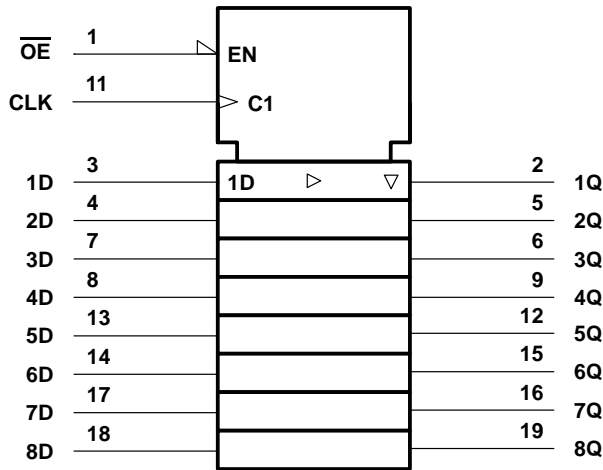 O̅E̅ 1 EN
CLK 11 C1
1D 3 1D 2 1Q
2D 4 5 2Q
3D 7 6 3Q
4D 8 9 4Q
5D 13 12 5Q
6D 14 15 6Q
7D 17 16 7Q
8D 18 19 8Q